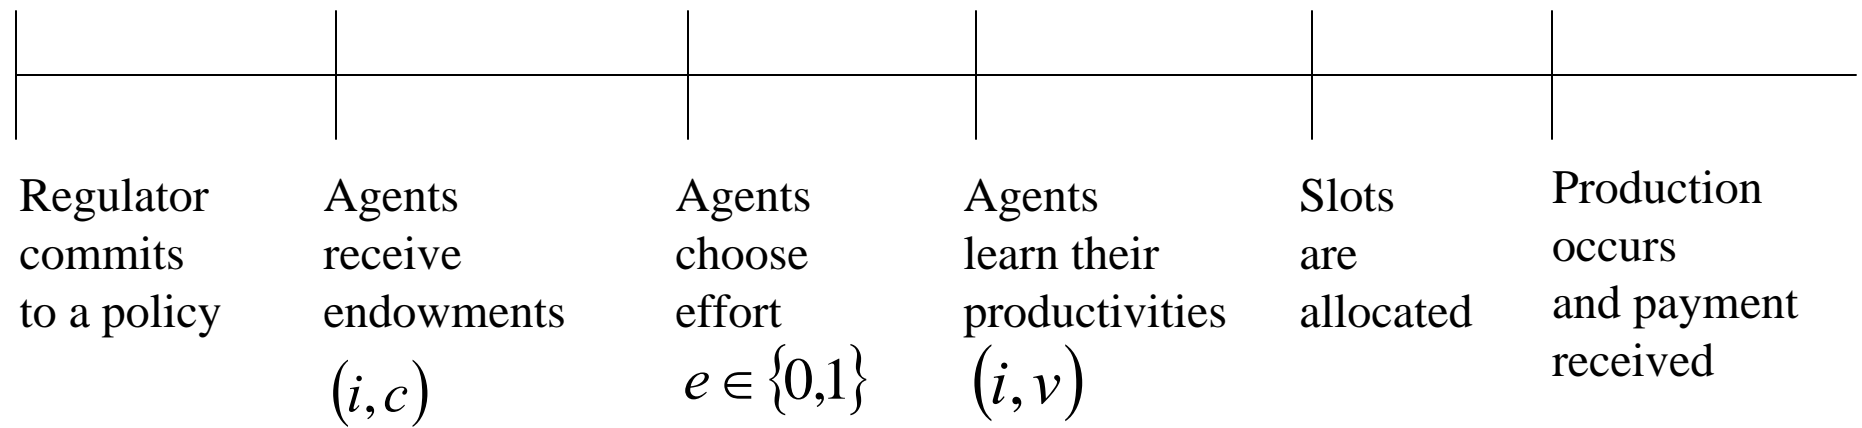 Regulator
commits
to a policy
Agents
receive
endowments
(i, c)
Agents
choose
effort
e ∈ {0,1}
Agents
learn their
productivities
(i, v)
Slots
are
allocated
Production
occurs
and payment
received